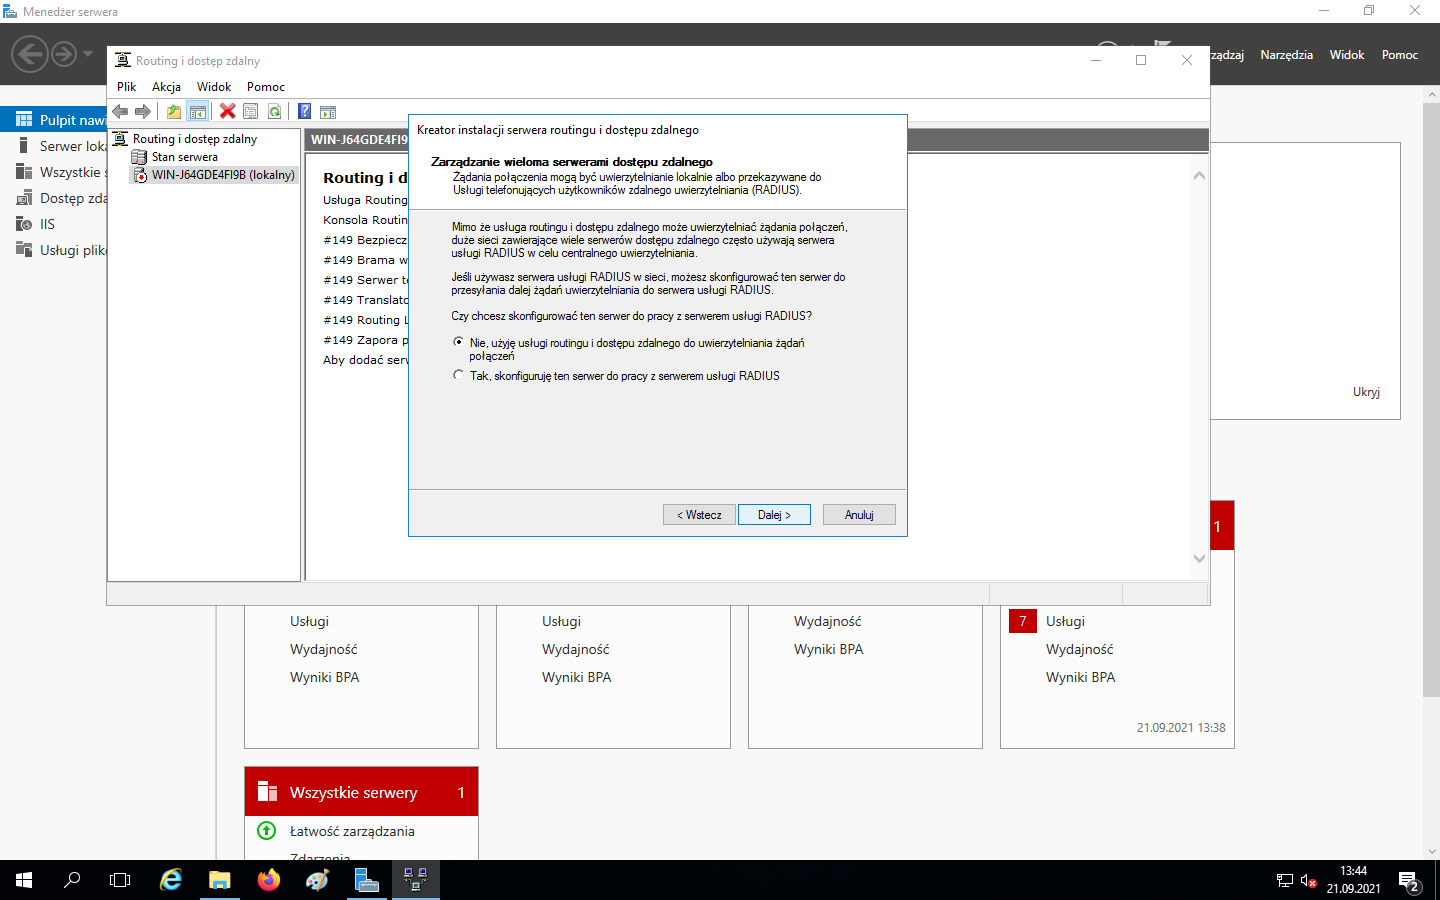 Menedżer serwera
Zarządzaj
Narzędzia
Widok
Pomoc
Routing i dostęp zdalny
Plik
Akcja
Widok
Pomoc
Pulpit nawi
Serwer loka
Wszystkie s
Dostęp zda
IIS
Usługi plikó
Routing i dostęp zdalny
Stan serwera
WIN-J64GDE4FI9B (lokalny)
WIN-J64GDE4FI9
Routing i d
Usługa Routing
Konsola Routin
#149 Bezpiecz
#149 Brama w
#149 Serwer te
#149 Translato
#149 Routing L
#149 Zapora p
Aby dodać serw
Kreator instalacji serwera routingu i dostępu zdalnego
Zarządzanie wieloma serwerami dostępu zdalnego
Żądania połączenia mogą być uwierzytelnianie lokalnie albo przekazywane do
Usługi telefonujących użytkowników zdalnego uwierzytelniania (RADIUS).
Mimo że usługa routingu i dostępu zdalnego może uwierzytelniać żądania połączeń,
duże sieci zawierające wiele serwerów dostępu zdalnego często używają serwera
usługi RADIUS w celu centralnego uwierzytelniania.
Jeśli używasz serwera usługi RADIUS w sieci, możesz skonfigurować ten serwer do
przesyłania dalej żądań uwierzytelniania do serwera usługi RADIUS.
Czy chcesz skonfigurować ten serwer do pracy z serwerem usługi RADIUS?
Nie, użyję usługi routingu i dostępu zdalnego do uwierzytelniania żądań
połączeń
Tak, skonfiguruję ten serwer do pracy z serwerem usługi RADIUS
< Wstecz
Dalej >
Anuluj
Ukryj
1
Usługi
Wydajność
Wyniki BPA
Usługi
Wydajność
Wyniki BPA
Wydajność
Wyniki BPA
7
Usługi
Wydajność
Wyniki BPA
21.09.2021 13:38
Wszystkie serwery
1
Łatwość zarządzania
Zdarzenia
13:44
21.09.2021
2